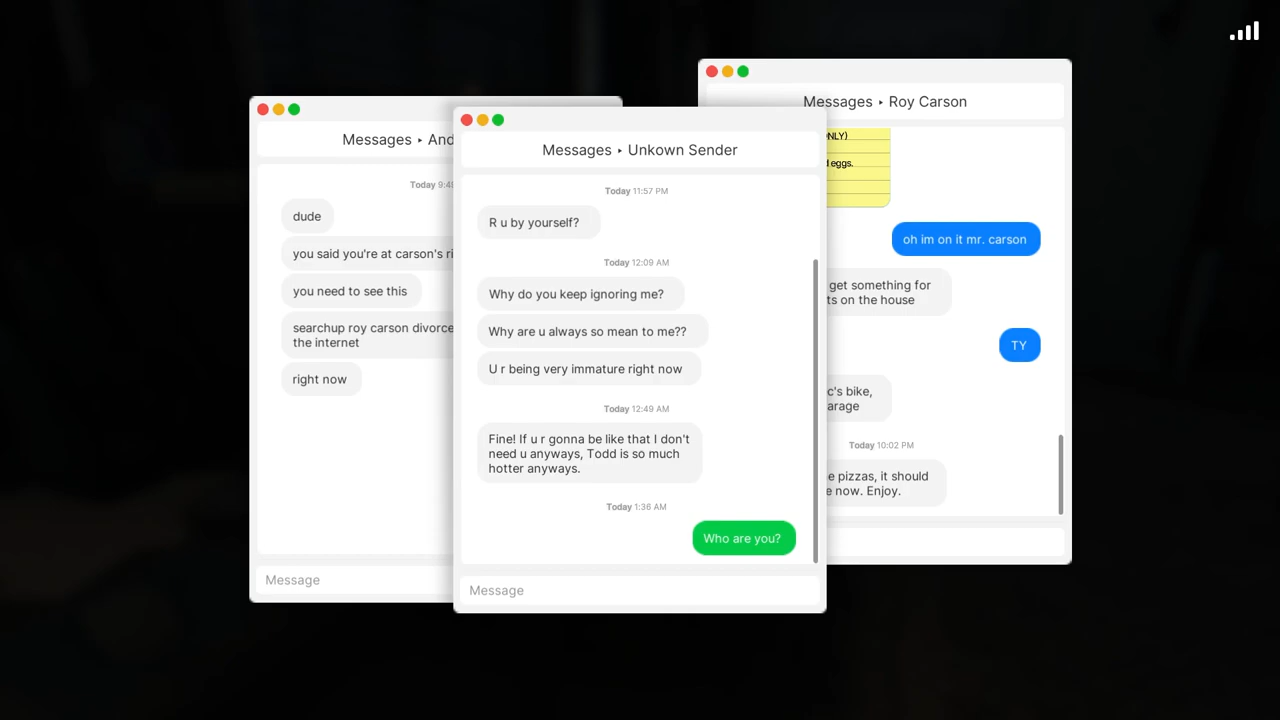 Messages ‣ And
Today 9:4
dude
you said you're at carson's ri
you need to see this
searchup roy carson divorce
the internet
right now
Message
Messages ‣ Unkown Sender
Today 11:57 PM
R u by yourself?
Today 12:09 AM
Why do you keep ignoring me?
Why are u always so mean to me??
U r being very immature right now
Today 12:49 AM
Fine! If u r gonna be like that I don't
need u anyways, Todd is so much
hotter anyways.
Today 1:36 AM
Who are you?
Message
Messages ‣ Roy Carson
ONLY)
eggs.
oh im on it mr. carson
get something for
ts on the house
TY
c's bike,
arage
Today 10:02 PM
e pizzas, it should
e now. Enjoy.